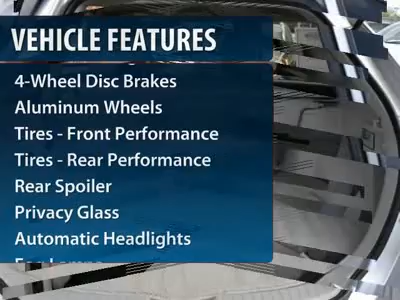 VEHICLE FEATURES
4-Wheel Disc Brakes
Aluminum Wheels
Tires - Front Performance
Tires - Rear Performance
Rear Spoiler
Privacy Glass
Automatic Headlights